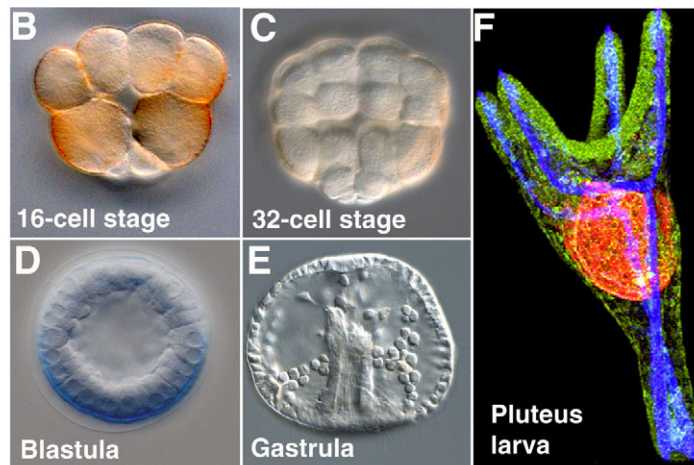 B
16-cell stage
C
32-cell stage
D
Blastula
E
Gastrula
F
Pluteus
larva